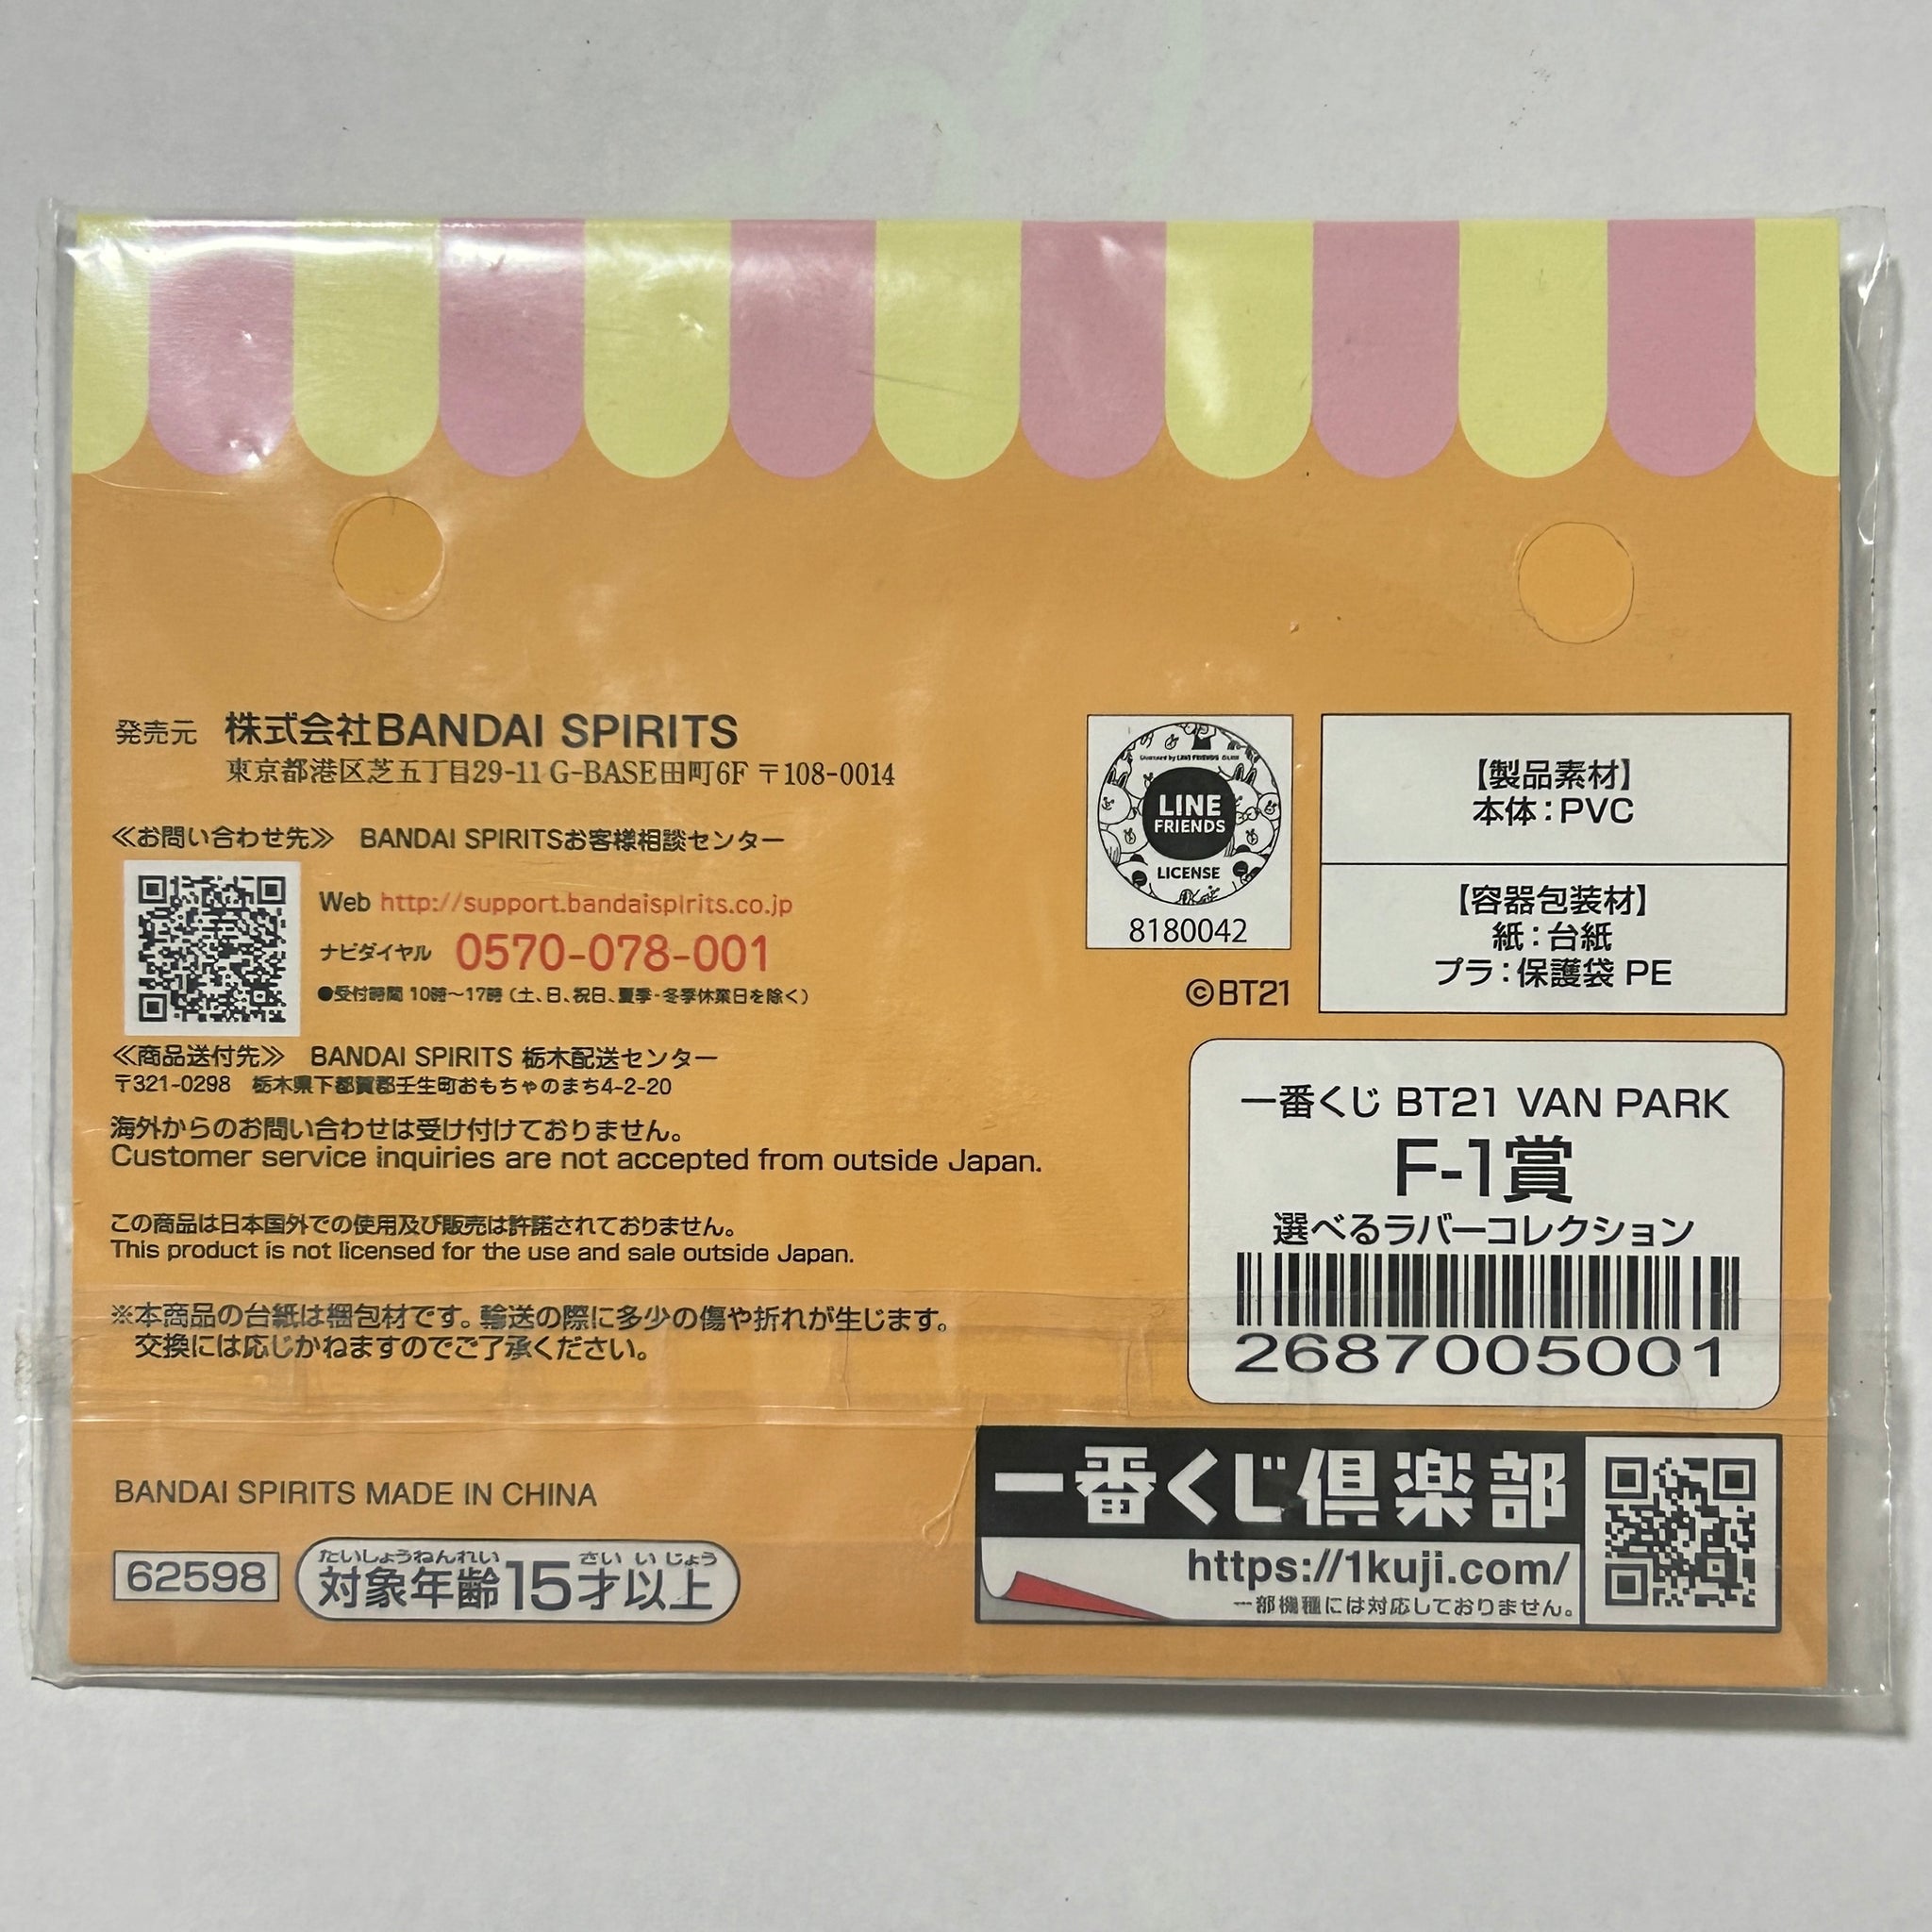 発売元 株式会社BANDAI SPIRITS
東京都港区芝五丁目29-11 G-BASE田町6F 〒108-0014
≪お問い合わせ先≫ BANDAI SPIRITSお客様相談センター
Web http://support.bandaispirits.co.jp
ナビダイヤル 0570-078-001
●受付時間 10時～17時（土、日、祝日、夏季・冬季休業日を除く）
≪商品送付先≫ BANDAI SPIRITS 栃木配送センター
〒321-0298 栃木県下都賀郡壬生町おもちゃのまち4-2-20
海外からのお問い合わせは受け付けておりません。
Customer service inquiries are not accepted from outside Japan.
この商品は日本国外での使用及び販売は許諾されておりません。
This product is not licensed for the use and sale outside Japan.
※本商品の台紙は梱包材です。輸送の際に多少の傷や折れが生じます。
交換には応じかねますのでご了承ください。
BANDAI SPIRITS MADE IN CHINA
62598
たいしょうねんれい さい い じょう
対象年齢15才以上
LINE
FRIENDS
LICENSE
8180042
©BT21
【製品素材】
本体：PVC
【容器包装材】
紙：台紙
プラ：保護袋 PE
一番くじ BT21 VAN PARK
F-1賞
選べるラバーコレクション
2687005001
一番くじ倶楽部
https://1kuji.com/
一部機種には対応しておりません。